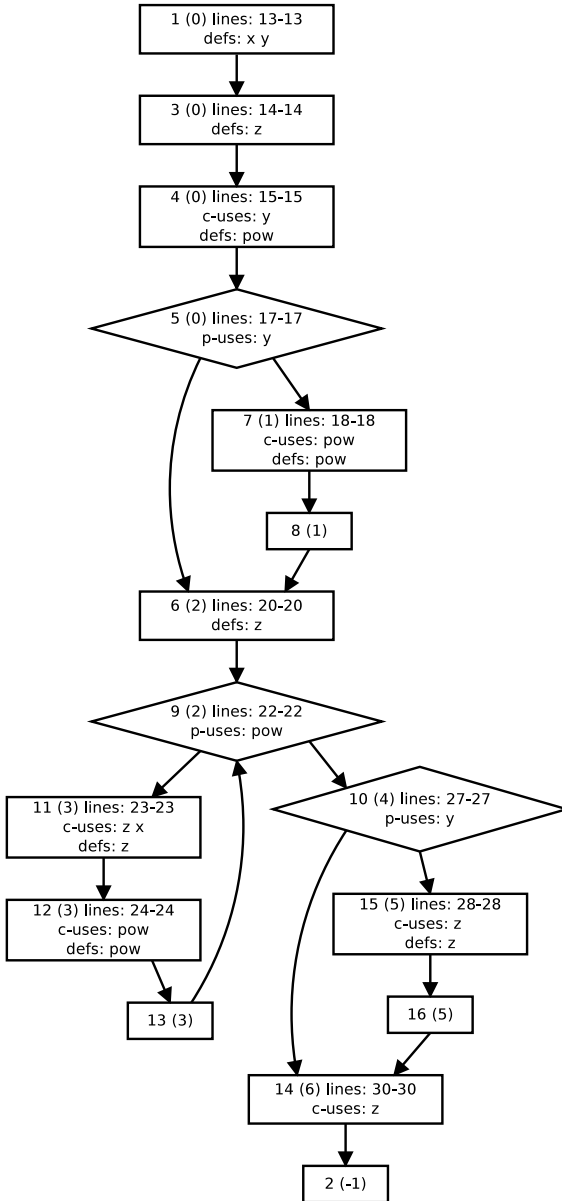 1 (0) lines: 13-13
defs: x y
3 (0) lines: 14-14
defs: z
4 (0) lines: 15-15
c-uses: y
defs: pow
5 (0) lines: 17-17
p-uses: y
7 (1) lines: 18-18
c-uses: pow
defs: pow
8 (1)
6 (2) lines: 20-20
defs: z
9 (2) lines: 22-22
p-uses: pow
11 (3) lines: 23-23
c-uses: z x
defs: z
10 (4) lines: 27-27
p-uses: y
12 (3) lines: 24-24
c-uses: pow
defs: pow
15 (5) lines: 28-28
c-uses: z
defs: z
13 (3)
16 (5)
14 (6) lines: 30-30
c-uses: z
2 (-1)